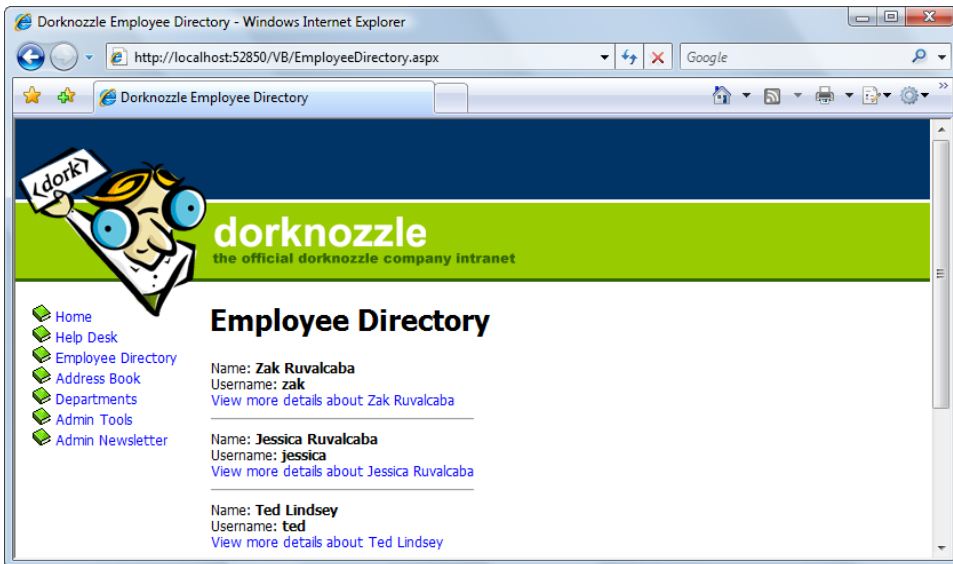 Dorknozzle Employee Directory - Windows Internet Explorer
http://localhost:52850/VB/EmployeeDirectory.aspx
Google
Dorknozzle Employee Directory
<dork>
dorknozzle
the official dorknozzle company intranet
Home
Help Desk
Employee Directory
Address Book
Departments
Admin Tools
Admin Newsletter
Employee Directory
Name: Zak Ruvalcaba
Username: zak
View more details about Zak Ruvalcaba
Name: Jessica Ruvalcaba
Username: jessica
View more details about Jessica Ruvalcaba
Name: Ted Lindsey
Username: ted
View more details about Ted Lindsey